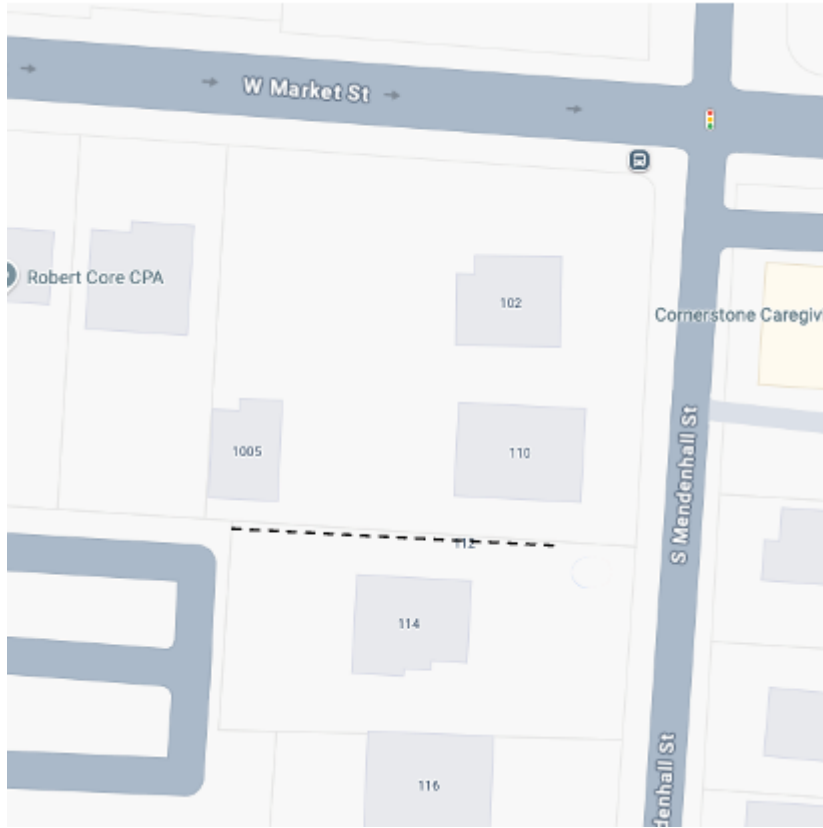 W Market St
Robert Core CPA
102
Cornerstone Caregiv
1005
110
S Mendenhall St
112
114
denhall St
116